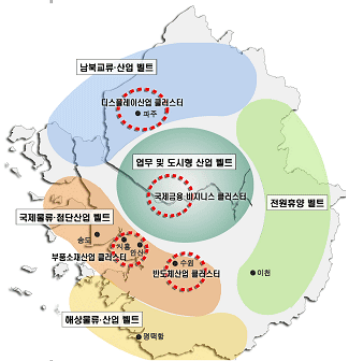 남북교류·산업 벨트
디스플레이산업 클러스터
파주
업무 및 도시형 산업 벨트
국제금융·비지니스 클러스터
전원휴양 벨트
국제물류·첨단산업 벨트
송도
시흥
안산
부품소재산업 클러스터
수원
반도체산업 클러스터
이천
해상물류·산업 벨트
평택항